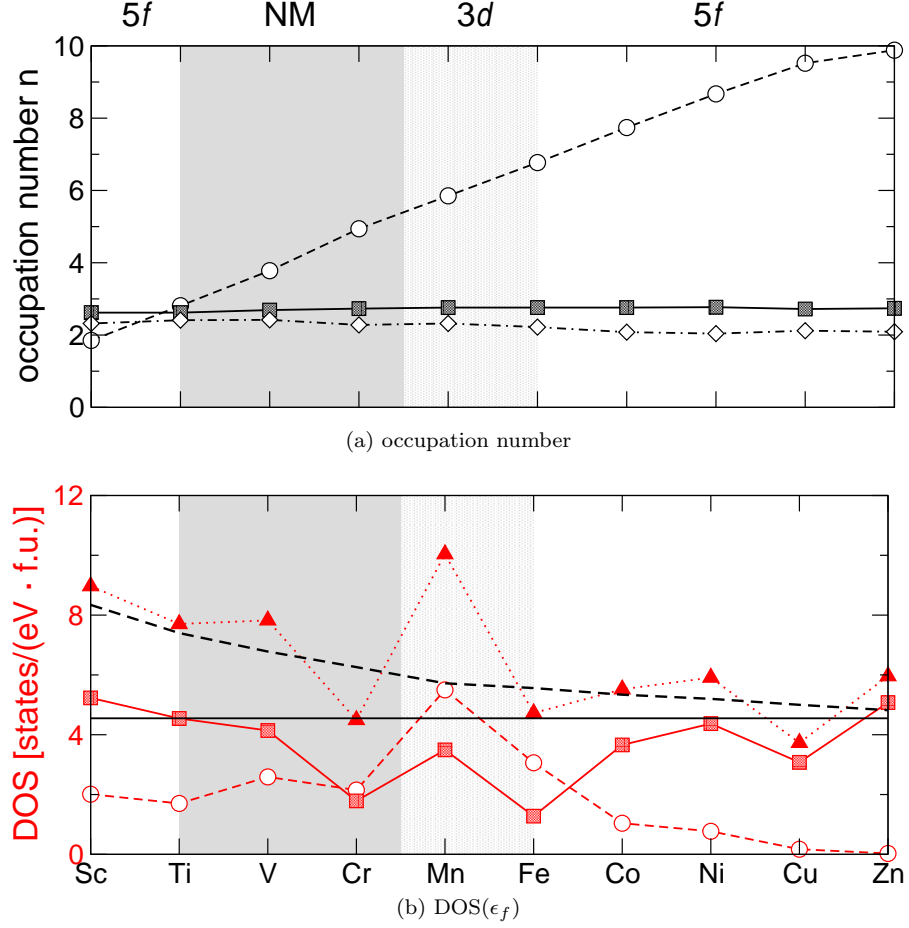 5f NM 3d 5f
occupation number n
10
8
6
4
2
0
(a) occupation number
DOS [states/(eV · f.u.)]
12
8
4
0
Sc Ti V Cr Mn Fe Co Ni Cu Zn
(b) DOS(ϵf)